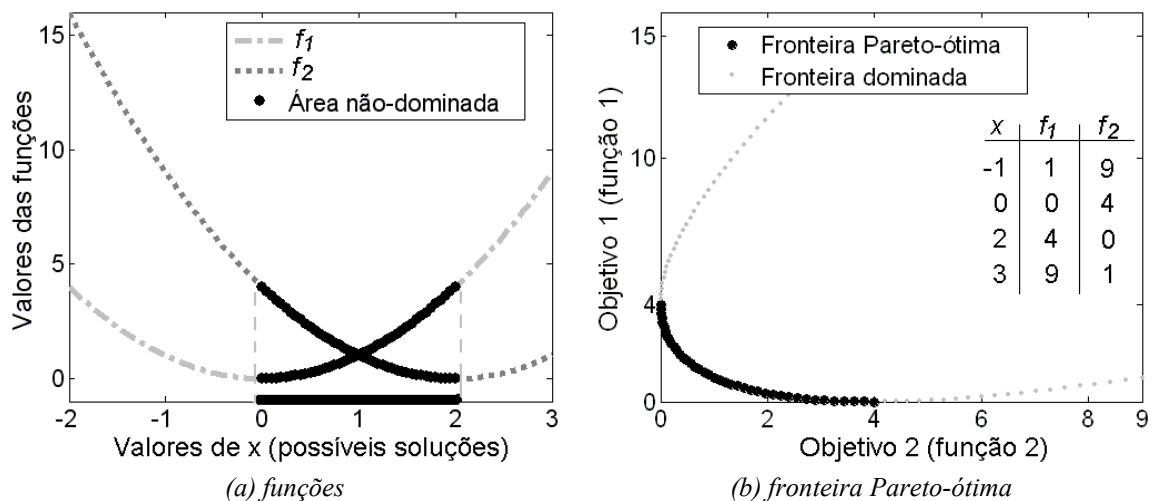 15
10
5
0
-2
-1
0
1
2
3
Valores das funções
f1
f2
Área não-dominada
Valores de x (possíveis soluções)
(a) funções
15
10
4
0
0
2
4
6
8
9
Objetivo 1 (função 1)
Fronteira Pareto-ótima
Fronteira dominada
x f1 f2
-1 1 9
0 0 4
2 4 0
3 9 1
Objetivo 2 (função 2)
(b) fronteira Pareto-ótima